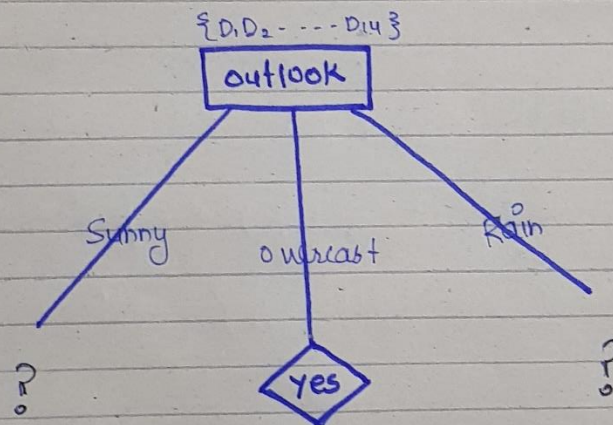 {D1D2-----D14}
outlook
Sunny
overcast
Rain
?
yes
?